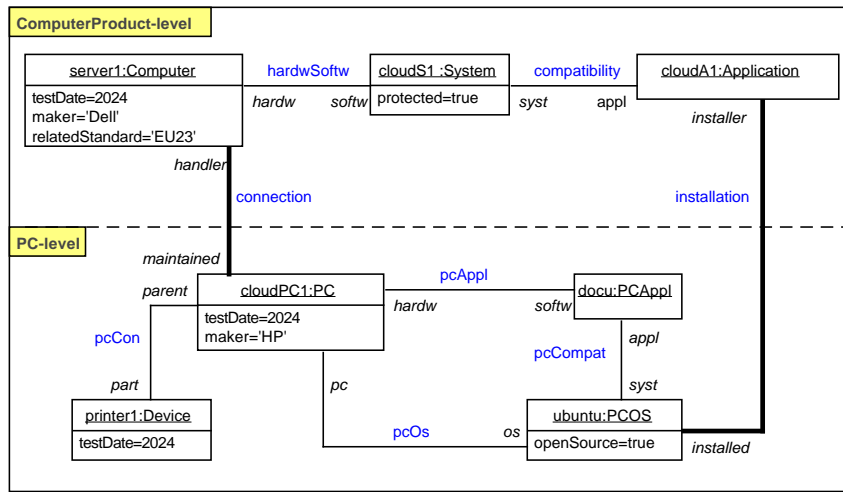 ComputerProduct-level
server1:Computer
testDate=2024
maker='Dell'
relatedStandard='EU23'
hardwSoftw
hardw
softw
cloudS1 :System
protected=true
compatibility
syst
appl
cloudA1:Application
installer
handler
connection
installation
PC-level
maintained
parent
cloudPC1:PC
testDate=2024
maker='HP'
pcAppl
hardw
softw
docu:PCAppl
pcCon
part
pc
pcCompat
appl
syst
printer1:Device
testDate=2024
pcOs
os
ubuntu:PCOS
openSource=true
installed